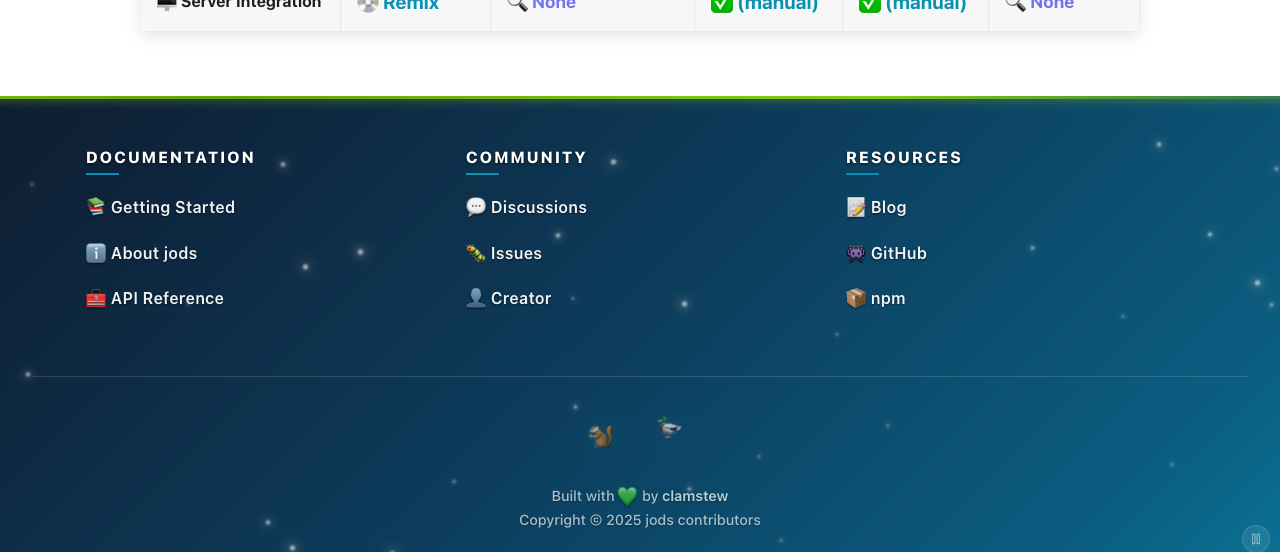 Server Integration Remix None (manual) (manual) None
DOCUMENTATION COMMUNITY RESOURCES
Getting Started Discussions Blog
About jods Issues GitHub
API Reference Creator npm
Built with 💚 by clamstew
Copyright © 2025 jods contributors